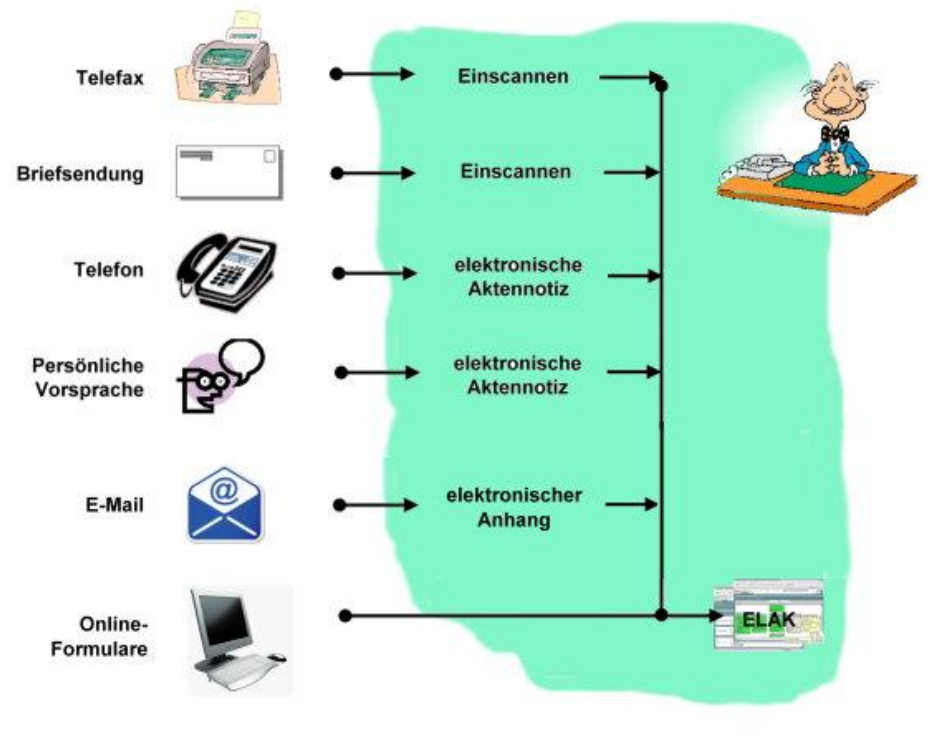 Telefax
Einscannen
Briefsendung
Einscannen
Telefon
elektronische
Aktennotiz
Persönliche
Vorsprache
elektronische
Aktennotiz
E-Mail
@
elektronischer
Anhang
Online-
Formulare
ELAK